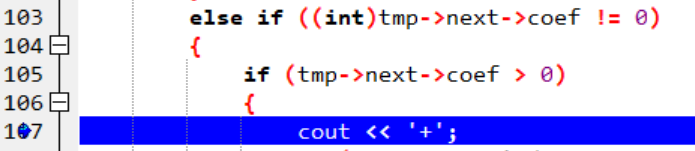 103 else if ((int)tmp->next->coef != 0)
104 {
105 if (tmp->next->coef > 0)
106 {
107 cout << '+';